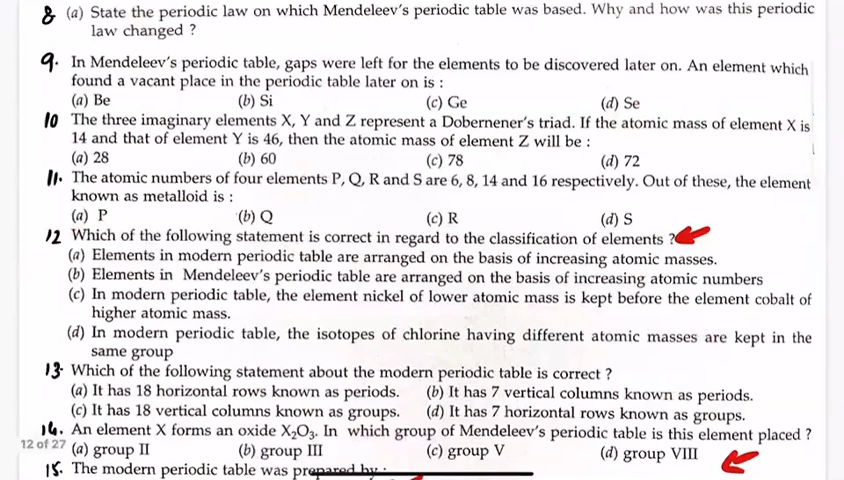 8 (a) State the periodic law on which Mendeleev's periodic table was based. Why and how was this periodic
law changed ?
9. In Mendeleev's periodic table, gaps were left for the elements to be discovered later on. An element which
found a vacant place in the periodic table later on is :
(a) Be (b) Si (c) Ge (d) Se
10 The three imaginary elements X, Y and Z represent a Dobernener's triad. If the atomic mass of element X is
14 and that of element Y is 46, then the atomic mass of element Z will be :
(a) 28 (b) 60 (c) 78 (d) 72
11. The atomic numbers of four elements P, Q, R and S are 6, 8, 14 and 16 respectively. Out of these, the element
known as metalloid is :
(a) P (b) Q (c) R (d) S
12 Which of the following statement is correct in regard to the classification of elements ?
(a) Elements in modern periodic table are arranged on the basis of increasing atomic masses.
(b) Elements in Mendeleev's periodic table are arranged on the basis of increasing atomic numbers
(c) In modern periodic table, the element nickel of lower atomic mass is kept before the element cobalt of
higher atomic mass.
(d) In modern periodic table, the isotopes of chlorine having different atomic masses are kept in the
same group
13. Which of the following statement about the modern periodic table is correct ?
(a) It has 18 horizontal rows known as periods. (b) It has 7 vertical columns known as periods.
(c) It has 18 vertical columns known as groups. (d) It has 7 horizontal rows known as groups.
14. An element X forms an oxide X₂O₃. In which group of Mendeleev's periodic table is this element placed ?
12 of 27 (a) group II (b) group III (c) group V (d) group VIII
15. The modern periodic table was prepared by :